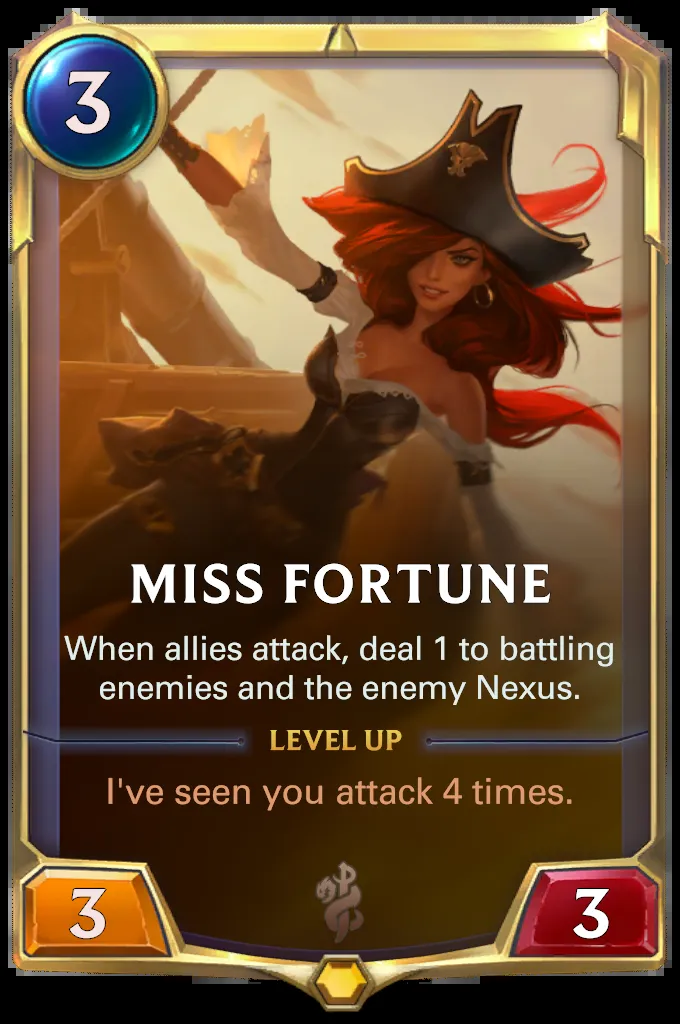 3
MISS FORTUNE
When allies attack, deal 1 to battling
enemies and the enemy Nexus.
LEVEL UP
I've seen you attack 4 times.
3 3